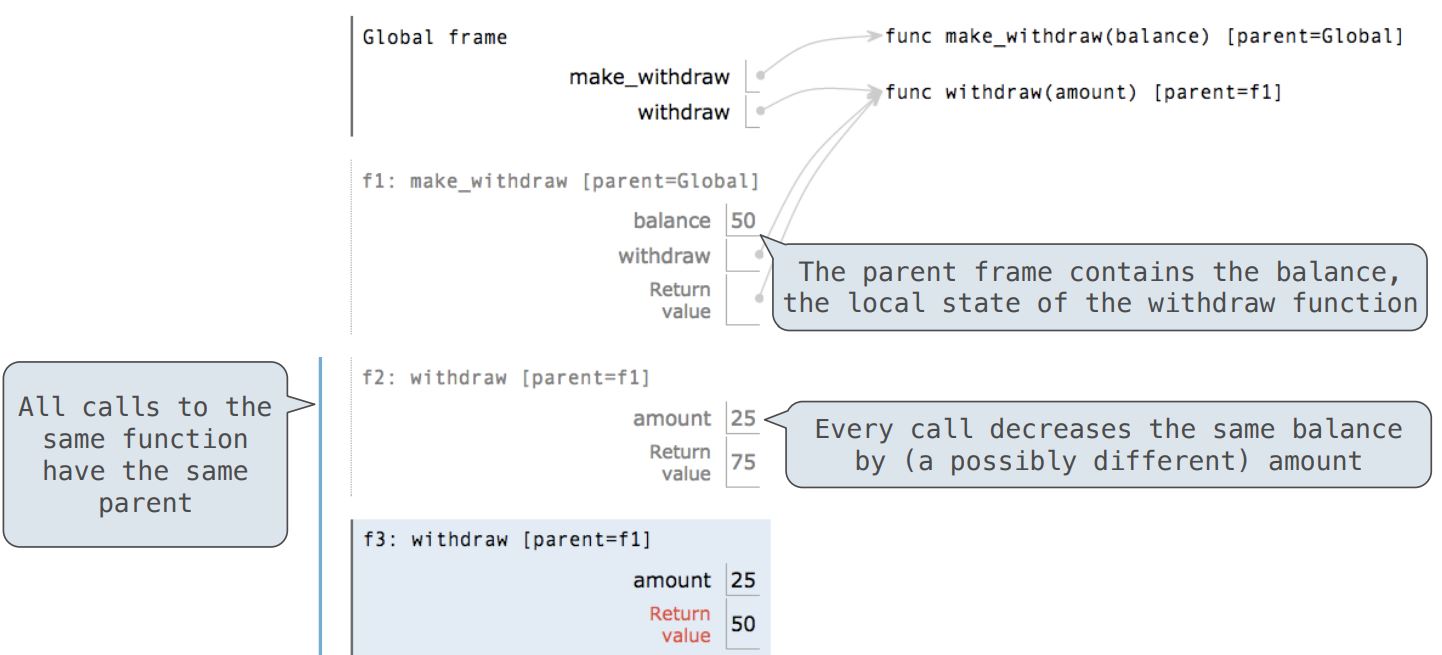 Global frame
make_withdraw
withdraw
func make_withdraw(balance) [parent=Global]
func withdraw(amount) [parent=f1]
f1: make_withdraw [parent=Global]
balance 50
withdraw
Return
value
The parent frame contains the balance,
the local state of the withdraw function
All calls to the
same function
have the same
parent
f2: withdraw [parent=f1]
amount 25
Return
value 75
Every call decreases the same balance
by (a possibly different) amount
f3: withdraw [parent=f1]
amount 25
Return
value 50